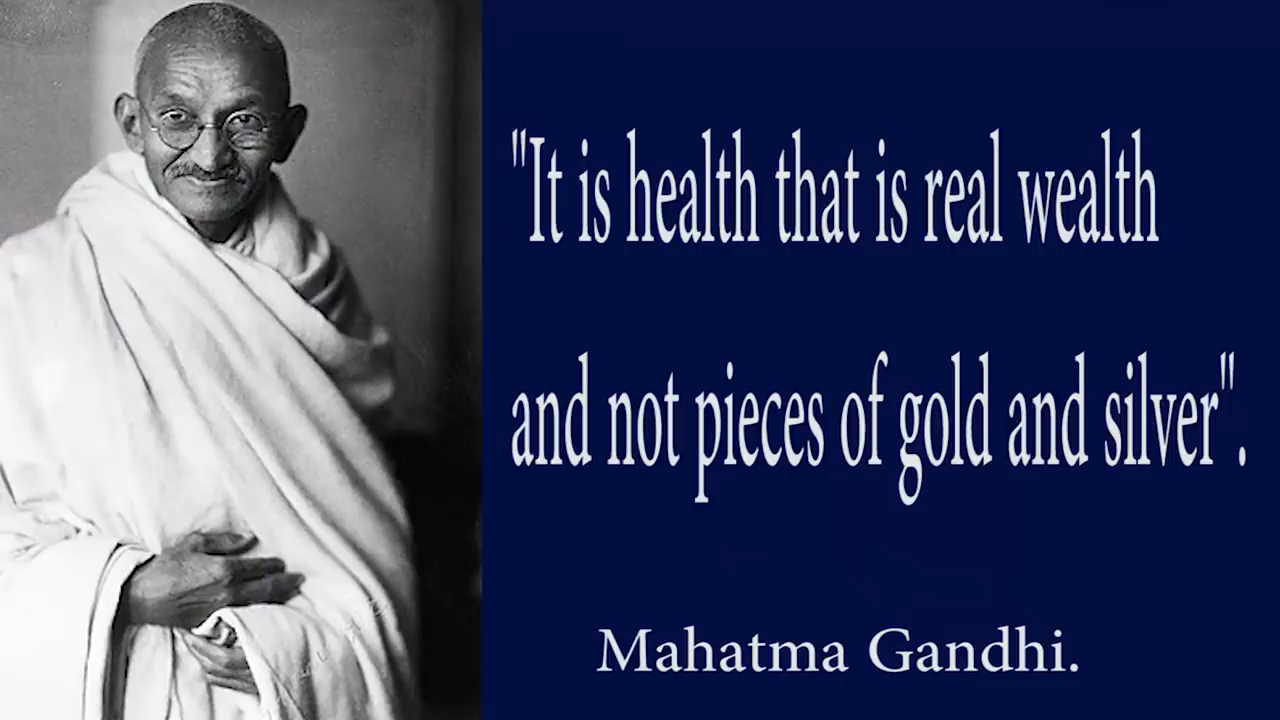 "It is health that is real wealth
and not pieces of gold and silver".
Mahatma Gandhi.